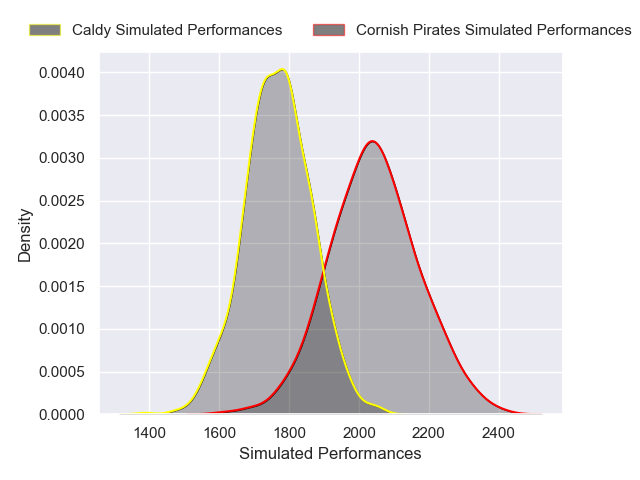 Caldy Simulated Performances
Cornish Pirates Simulated Performances
0.0040
0.0035
0.0030
0.0025
0.0020
0.0015
0.0010
0.0005
0.0000
Density
1400 1600 1800 2000 2200 2400
Simulated Performances